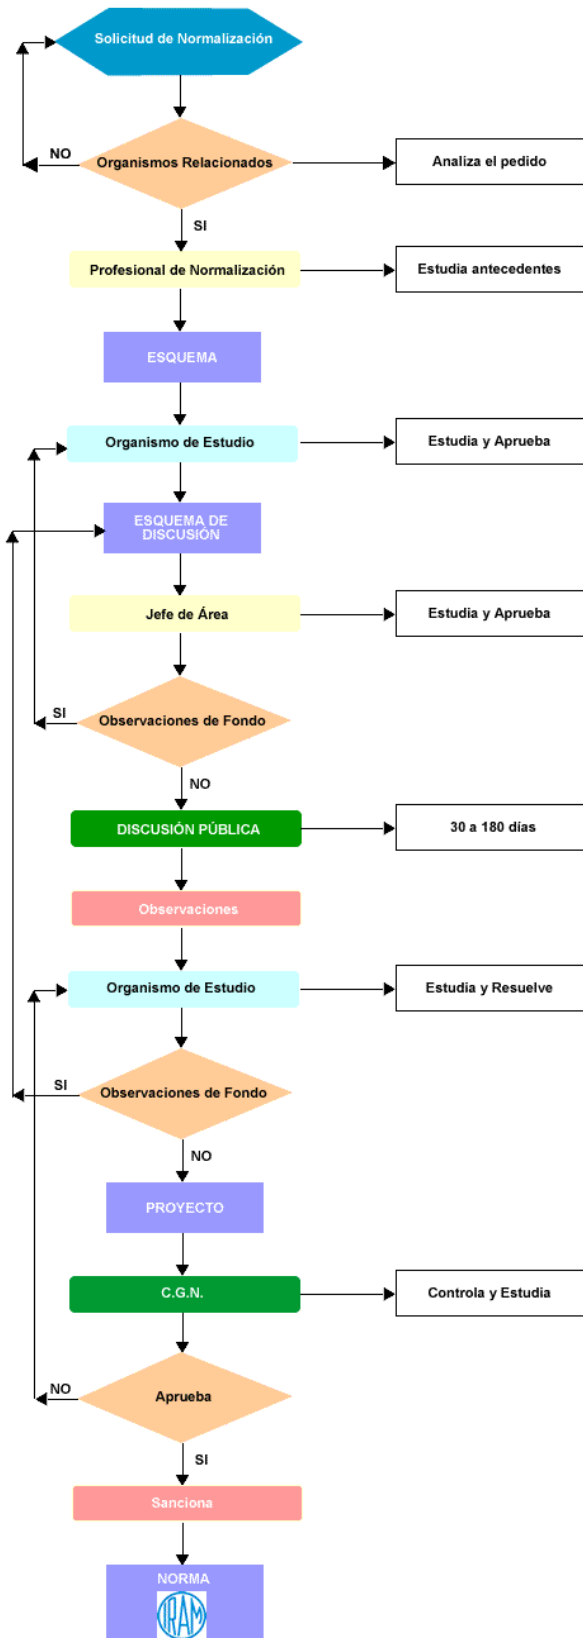 Solicitud de Normalización
NO
Organismos Relacionados
Analiza el pedido
SI
Profesional de Normalización
Estudia antecedentes
ESQUEMA
Organismo de Estudio
Estudia y Aprueba
ESQUEMA DE
DISCUSIÓN
Jefe de Área
Estudia y Aprueba
SI
Observaciones de Fondo
NO
DISCUSIÓN PÚBLICA
30 a 180 días
Observaciones
Organismo de Estudio
Estudia y Resuelve
SI
Observaciones de Fondo
NO
PROYECTO
C.G.N.
Controla y Estudia
NO
Aprueba
SI
Sanciona
NORMA
IRAM